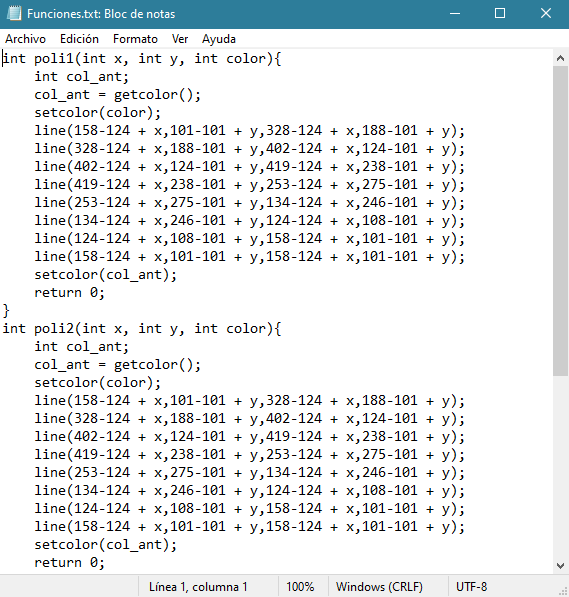 Funciones.txt: Bloc de notas
Archivo Edición Formato Ver Ayuda
int poli1(int x, int y, int color){
    int col_ant;
    col_ant = getcolor();
    setcolor(color);
    line(158-124 + x,101-101 + y,328-124 + x,188-101 + y);
    line(328-124 + x,188-101 + y,402-124 + x,124-101 + y);
    line(402-124 + x,124-101 + y,419-124 + x,238-101 + y);
    line(419-124 + x,238-101 + y,253-124 + x,275-101 + y);
    line(253-124 + x,275-101 + y,134-124 + x,246-101 + y);
    line(134-124 + x,246-101 + y,124-124 + x,108-101 + y);
    line(124-124 + x,108-101 + y,158-124 + x,101-101 + y);
    line(158-124 + x,101-101 + y,158-124 + x,101-101 + y);
    setcolor(col_ant);
    return 0;
}
int poli2(int x, int y, int color){
    int col_ant;
    col_ant = getcolor();
    setcolor(color);
    line(158-124 + x,101-101 + y,328-124 + x,188-101 + y);
    line(328-124 + x,188-101 + y,402-124 + x,124-101 + y);
    line(402-124 + x,124-101 + y,419-124 + x,238-101 + y);
    line(419-124 + x,238-101 + y,253-124 + x,275-101 + y);
    line(253-124 + x,275-101 + y,134-124 + x,246-101 + y);
    line(134-124 + x,246-101 + y,124-124 + x,108-101 + y);
    line(124-124 + x,108-101 + y,158-124 + x,101-101 + y);
    line(158-124 + x,101-101 + y,158-124 + x,101-101 + y);
    setcolor(col_ant);
    return 0;
Línea 1, columna 1 100% Windows (CRLF) UTF-8